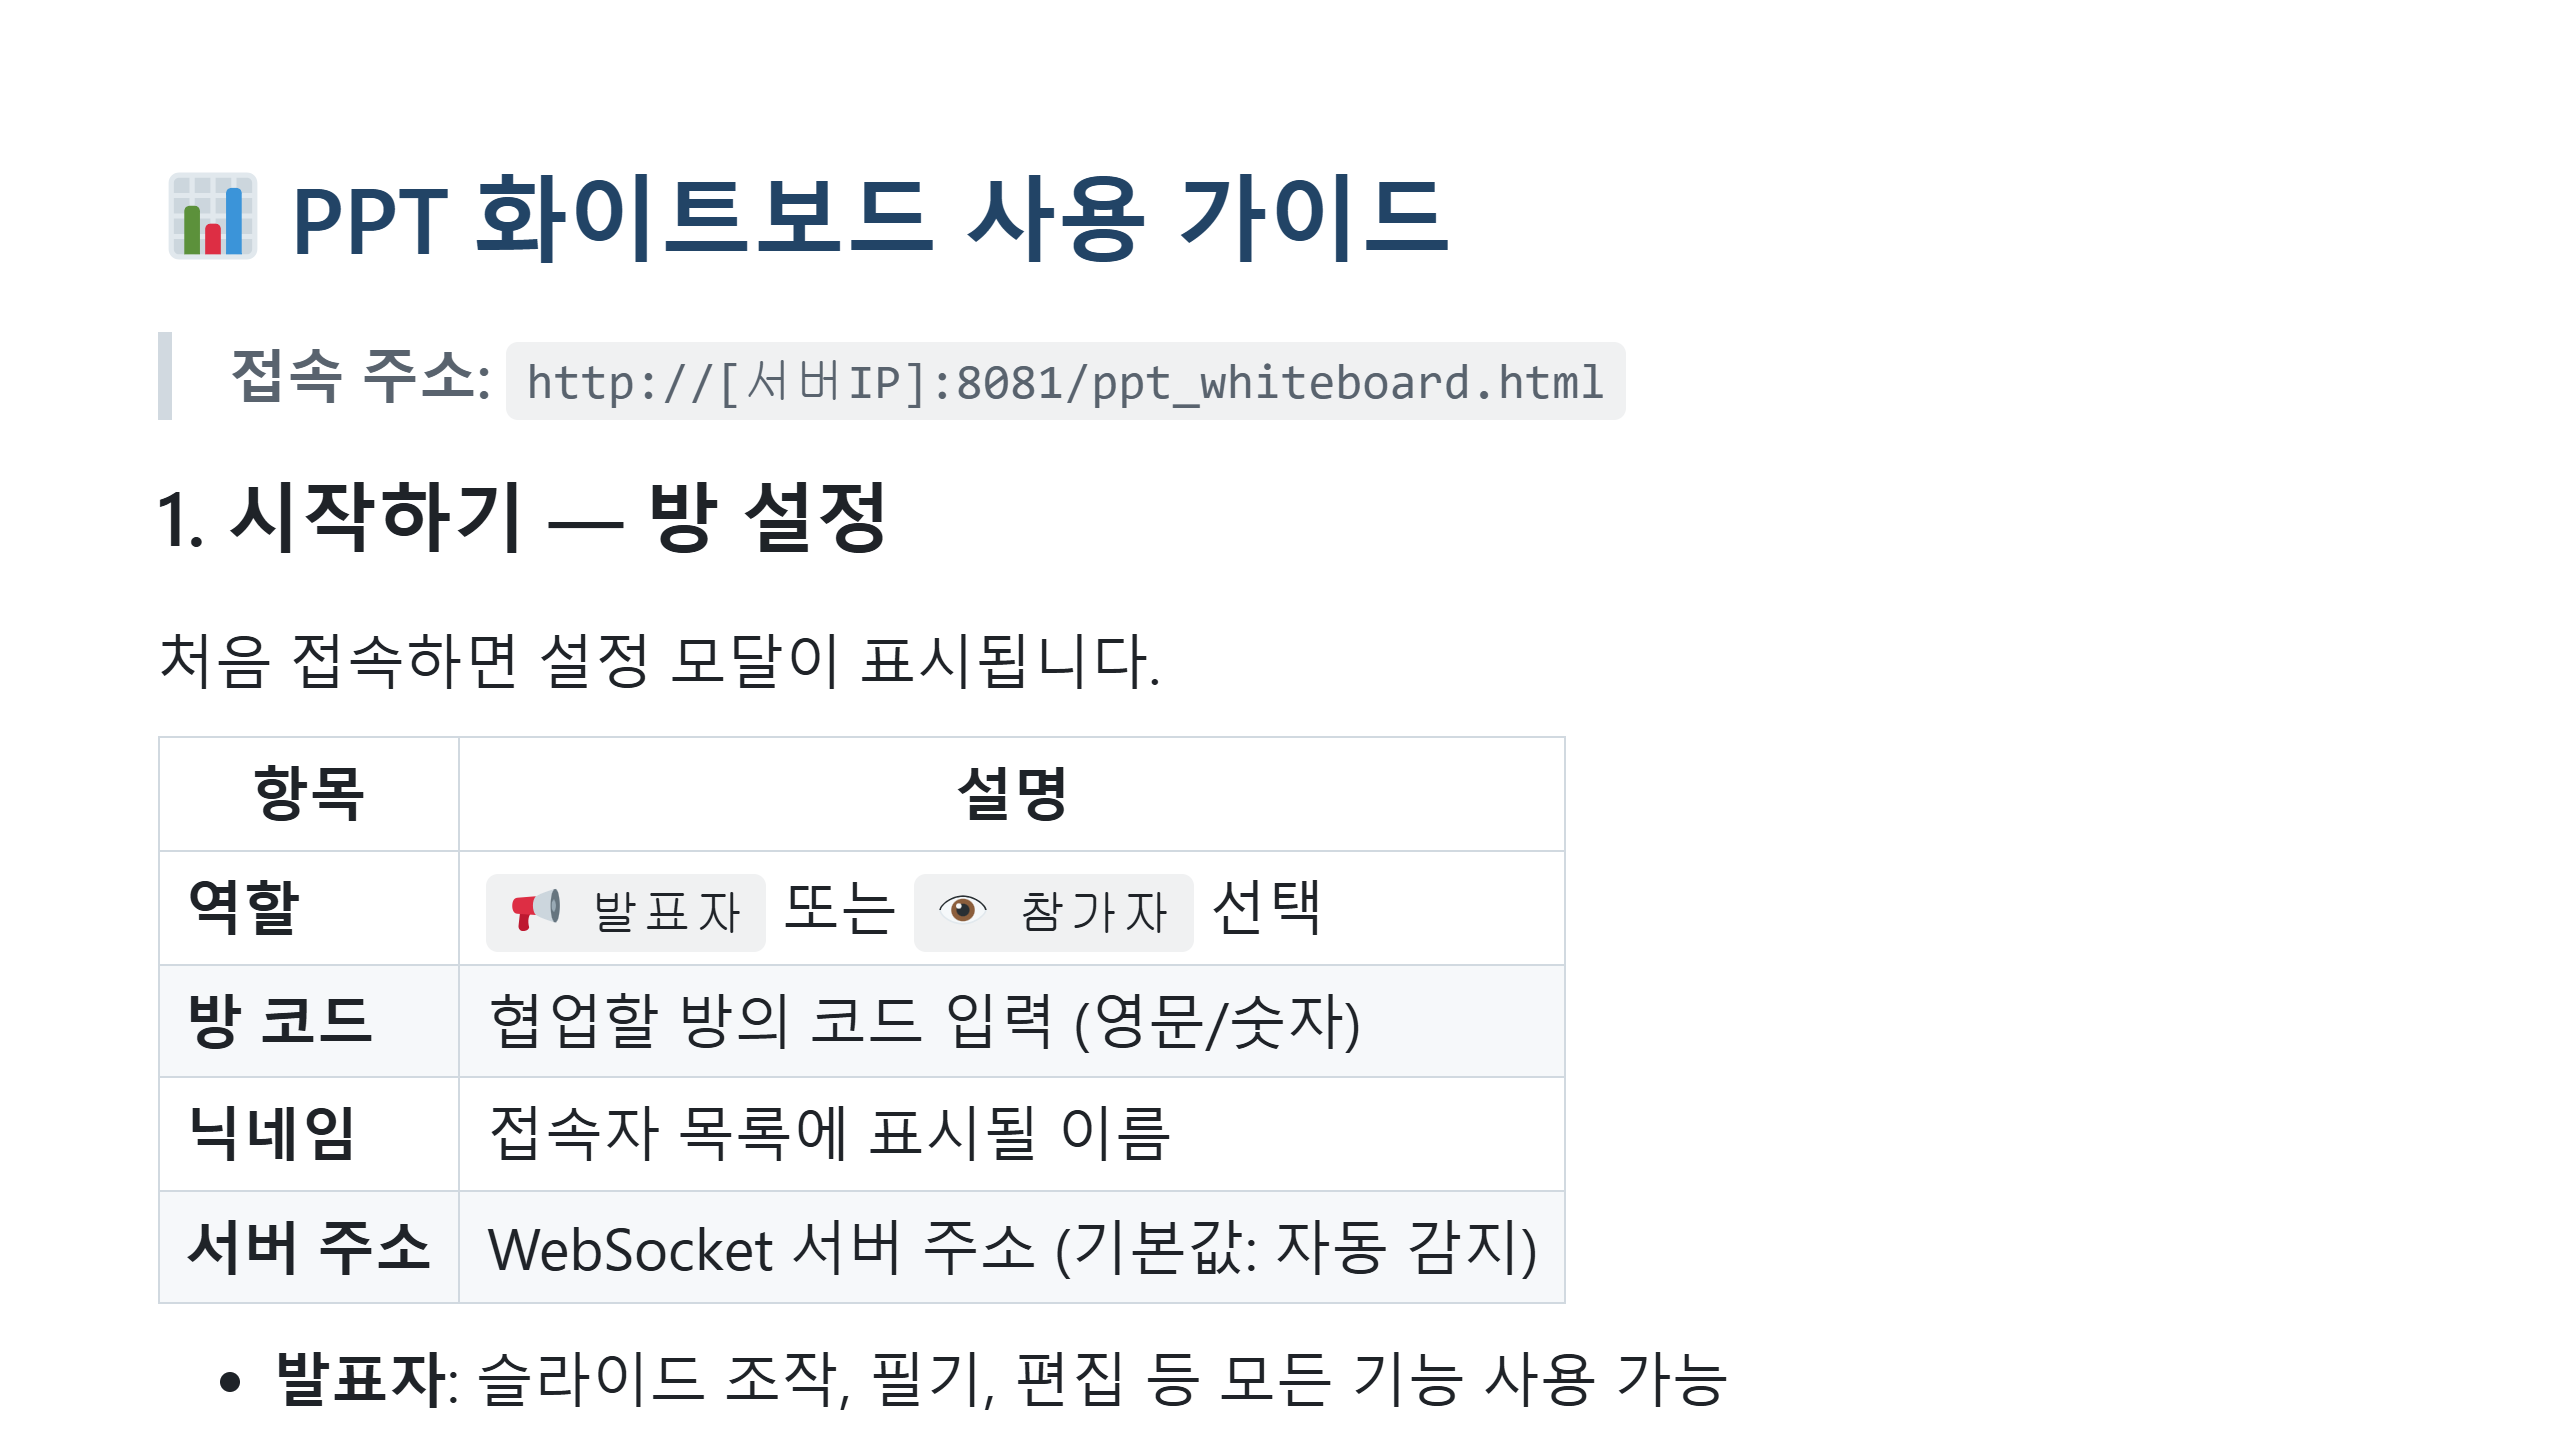 📊 PPT 화이트보드 사용 가이드
접속 주소: http://[서버IP]:8081/ppt_whiteboard.html
1. 시작하기 — 방 설정
처음 접속하면 설정 모달이 표시됩니다.
항목 설명
역할 📢 발표자 또는 👁️ 참가자 선택
방 코드 협업할 방의 코드 입력 (영문/숫자)
닉네임 접속자 목록에 표시될 이름
서버 주소 WebSocket 서버 주소 (기본값: 자동 감지)
• 발표자: 슬라이드 조작, 필기, 편집 등 모든 기능 사용 가능